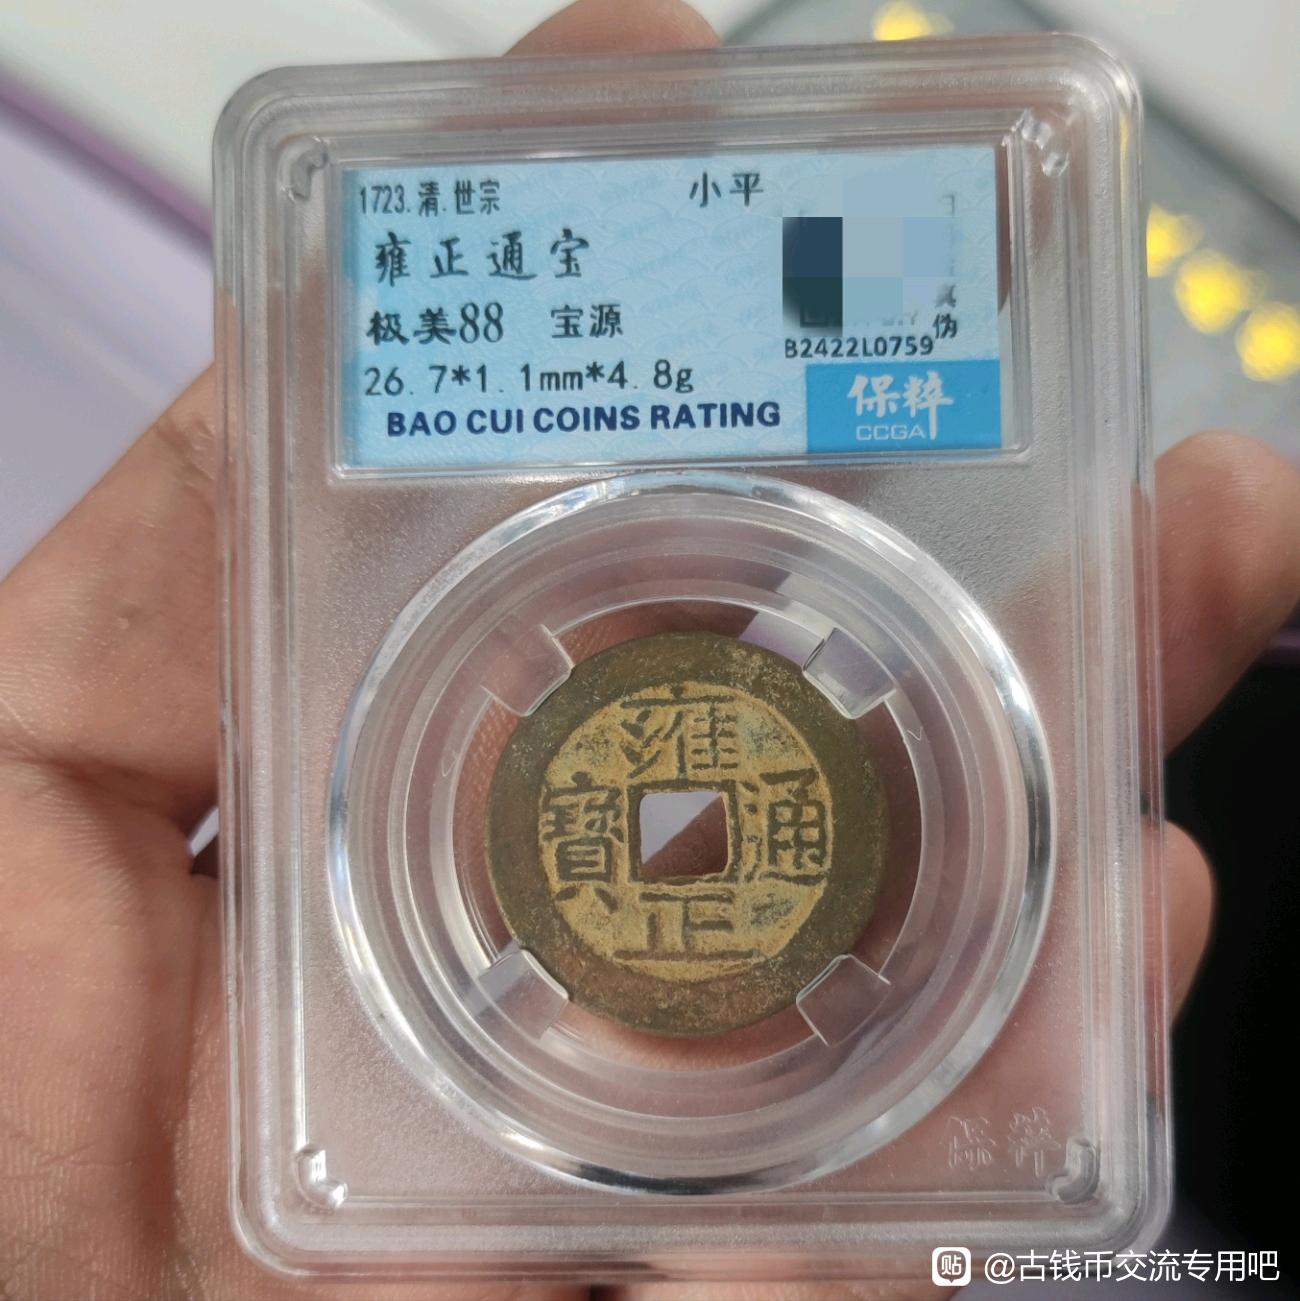 1723.清.世宗 小平
雍正通宝
极美88 宝源
真伪
26.7*1.1mm*4.8g
B2422L0759
BAO CUI COINS RATING
保粹
CCGA
雍
寶 通
正
保粹
贴 @古钱币交流专用吧